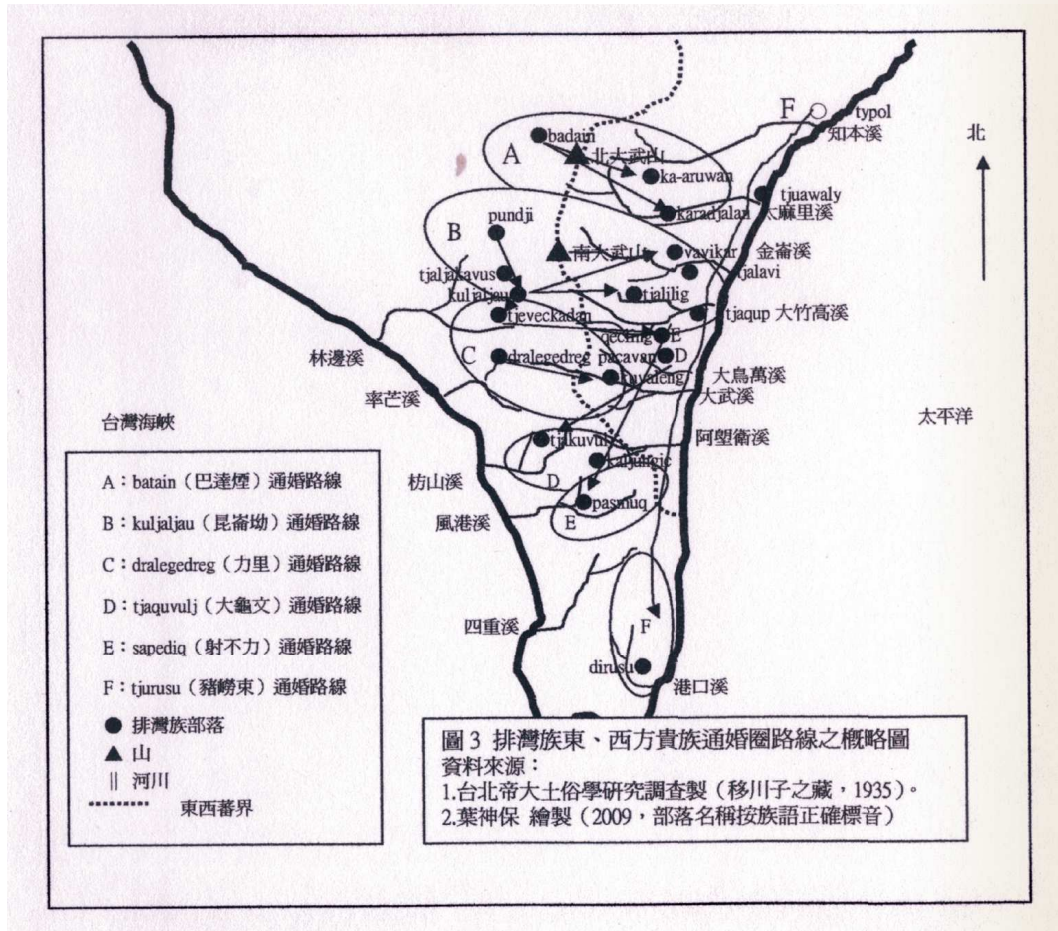 F
typol
知本溪
北
badain
北大武山
A
ka-aruwan
tjuawaly
karadjalan
太麻里溪
pundji
B
南大武山
vavikar
金崙溪
tjaljakavus
tjalavi
kuljaljau
tjalilig
tjeveckadan
tjaqup
大竹高溪
qeciing
E
C
dralegedreg
pacavan
D
林邊溪
kuvaleng
大鳥萬溪
大武溪
率芒溪
台灣海峽
太平洋
阿塱衛溪
tjakuvulj
kaljungic
枋山溪
D
pasmuq
風港溪
E
四重溪
F
dirusu
港口溪
A:batain(巴達煙)通婚路線
B:kuljaljau(昆崙坳)通婚路線
C:dralegedreg(力里)通婚路線
D:tjaquvulj(大龜文)通婚路線
E:sapediq(射不力)通婚路線
F:tjurusu(豬嶗束)通婚路線
排灣族部落
山
河川
東西蕃界
圖 3 排灣族東、西方貴族通婚圈路線之概略圖
資料來源:
1.台北帝大土俗學研究調查製(移川子之藏,1935)。
2.葉神保 繪製(2009,部落名稱按族語正確標音)